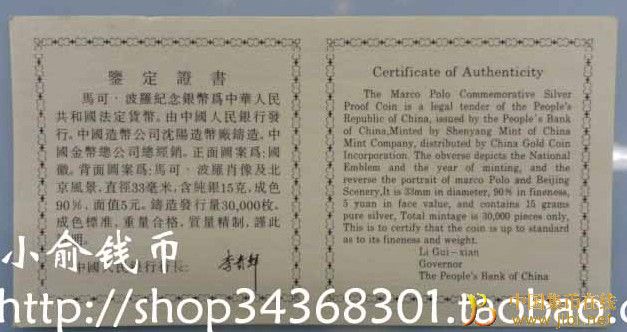 鑒定證書
馬可·波羅紀念銀幣爲中華人民
共和國法定貨幣。由中國人民銀行發
行。中國造幣公司沈陽造幣廠鑄造。中
國金幣總公司總經銷。正面圖案爲:國
徽。背面圖案爲:馬可·波羅肖像及北
京風景,直徑33毫米,含純銀15克,成色
90%,面值5元。鑄造發行量30,000枚。
成色標准,重量合格,質量精制,謹此
明。
中國人民銀行行長:
Certificate of Authenticity
The Marco Polo Commemorative Silver
Proof Coin is a legal tender of the People's
Republic of China, issued by the People's Bank
of China,Minted by Shenyang Mint of China
Mint Company, distributed by China Gold Coin
Incorporation. The obverse depicts the National
Emblem and the year of minting, and the
reverse the portrait of marco Polo and Beijing
Scenery,It is 33mm in diameter, 90% in fineness,
5 yuan in face value, and contains 15 grams
pure silver, Total mintage is 30,000 pieces only,
This is to certify that the coin is up to standard
as to its fineness and weight.
Li Gui-xian
Governor
The People's Bank of China
小俞钱币
http://shop34368301.taobao.c
中国集币在线
www.jibi.net